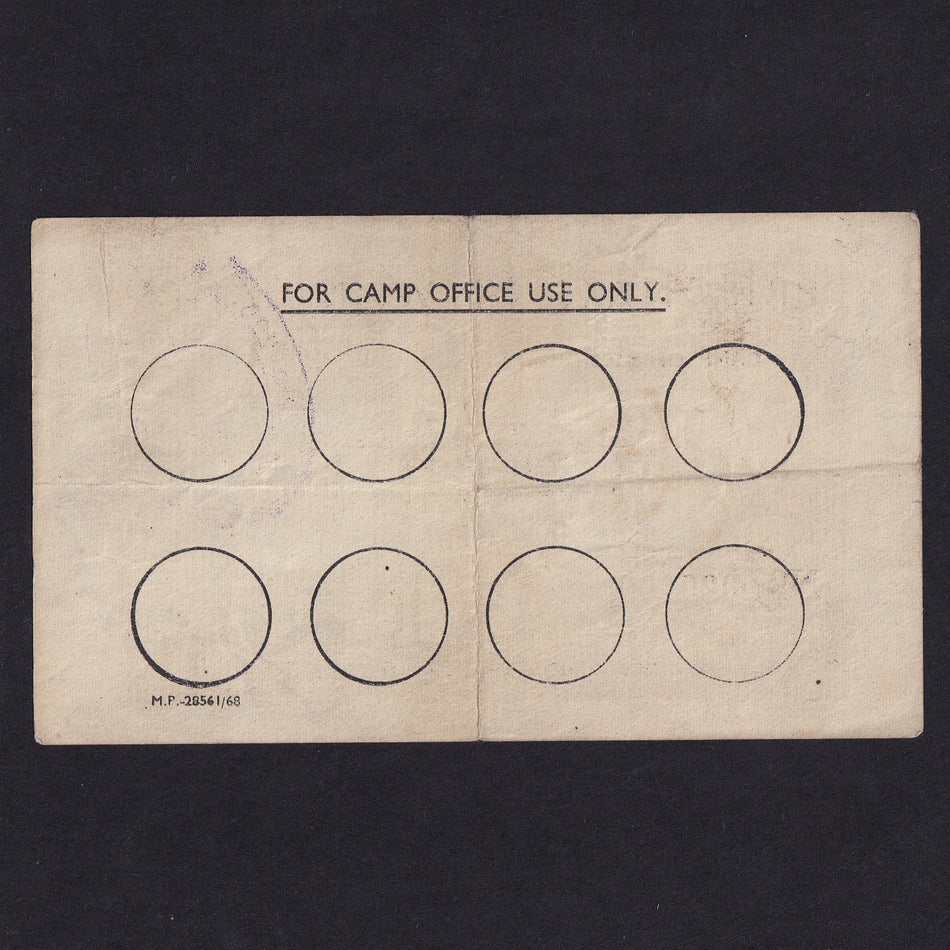 FOR CAMP OFFICE USE ONLY.
M.P.-28561/68